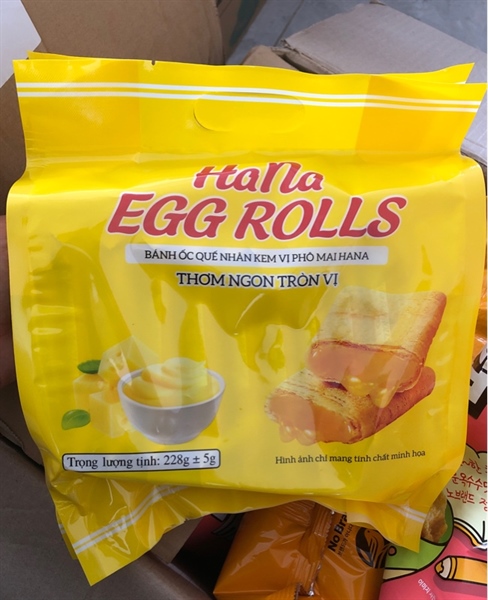 Hana
EGG ROLLS
BÁNH ỐC QUẾ NHÂN KEM VỊ PHÔ MAI HANA
THƠM NGON TRÒN VỊ
Trọng lượng tịnh: 228g ± 5g
Hình ảnh chỉ mang tính chất minh họa